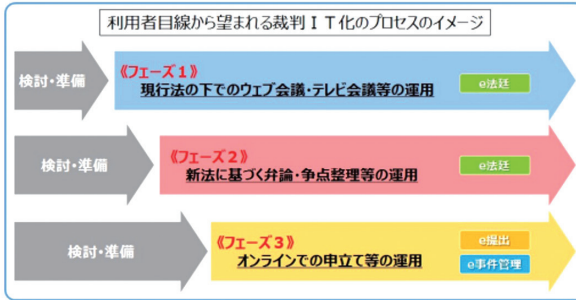 利用者目線から望まれる裁判ＩＴ化のプロセスのイメージ
検討・準備
《フェーズ１》
現行法の下でのウェブ会議・テレビ会議等の運用
e法廷
検討・準備
《フェーズ２》
新法に基づく弁論・争点整理等の運用
e法廷
検討・準備
《フェーズ３》
オンラインでの申立て等の運用
e提出
e事件管理